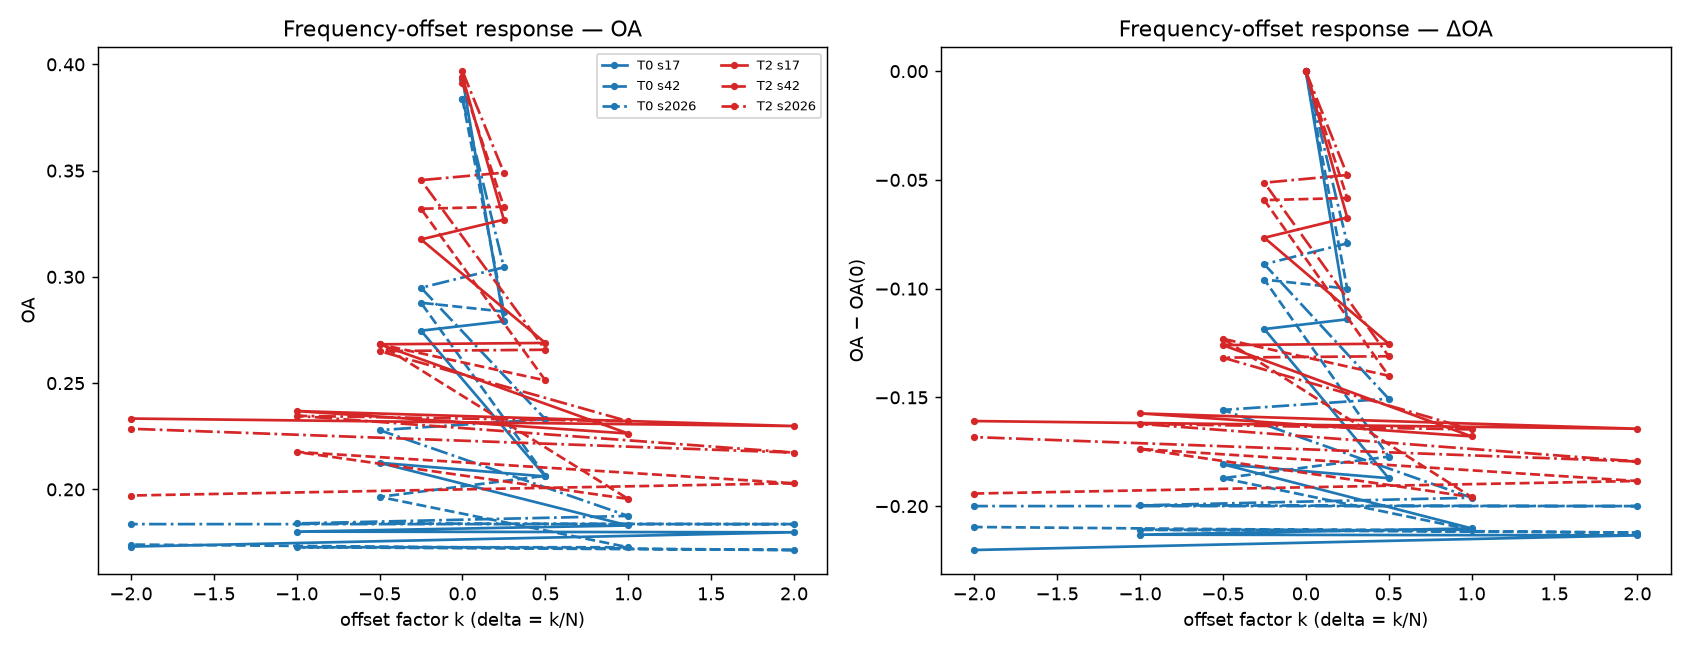 Frequency-offset response — OA
OA
0.40
0.35
0.30
0.25
0.20
T0 s17
T0 s42
T0 s2026
T2 s17
T2 s42
T2 s2026
−2.0 −1.5 −1.0 −0.5 0.0 0.5 1.0 1.5 2.0
offset factor k (delta = k/N)
Frequency-offset response — ΔOA
OA − OA(0)
0.00
−0.05
−0.10
−0.15
−0.20
−2.0 −1.5 −1.0 −0.5 0.0 0.5 1.0 1.5 2.0
offset factor k (delta = k/N)